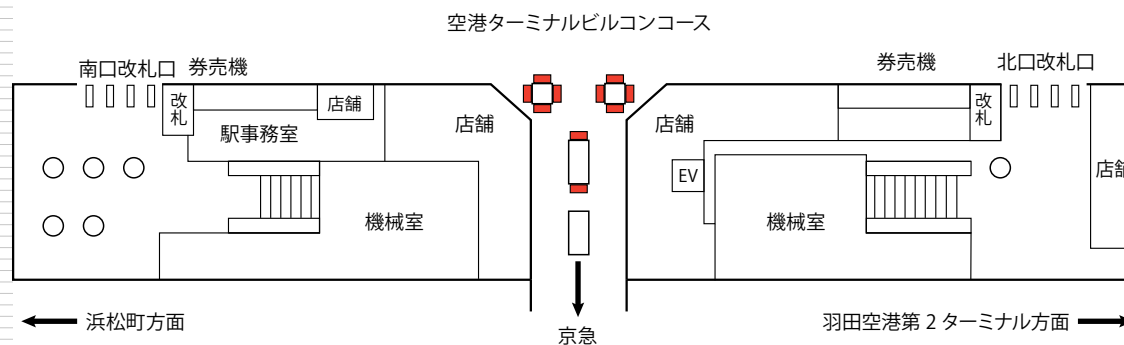 空港ターミナルビルコンコース
南口改札口 券売機
券売機 北口改札口
改札
店舗
駅事務室
店舗
店舗
改札
EV
店舗
機械室
機械室
浜松町方面
京急
羽田空港第 2 ターミナル方面